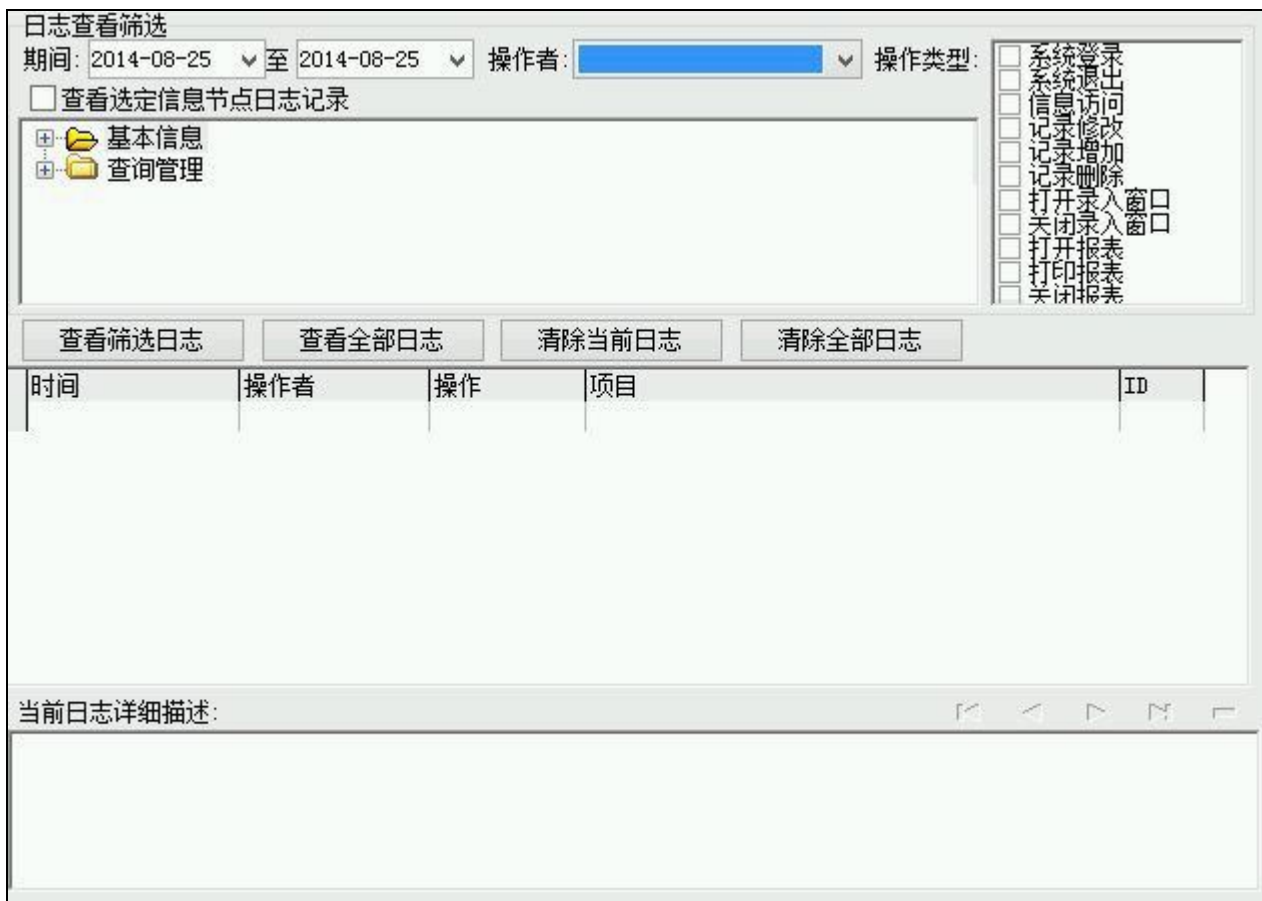 日志查看筛选
期间: 2014-08-25 至 2014-08-25 操作者: 操作类型:
系统登录
系统退出
信息访问
记录修改
记录增加
记录删除
打开录入窗口
关闭录入窗口
打开报表
打印报表
关闭报表
查看选定信息节点日志记录
基本信息
查询管理
查看筛选日志 查看全部日志 清除当前日志 清除全部日志
时间 操作者 操作 项目 ID
当前日志详细描述: